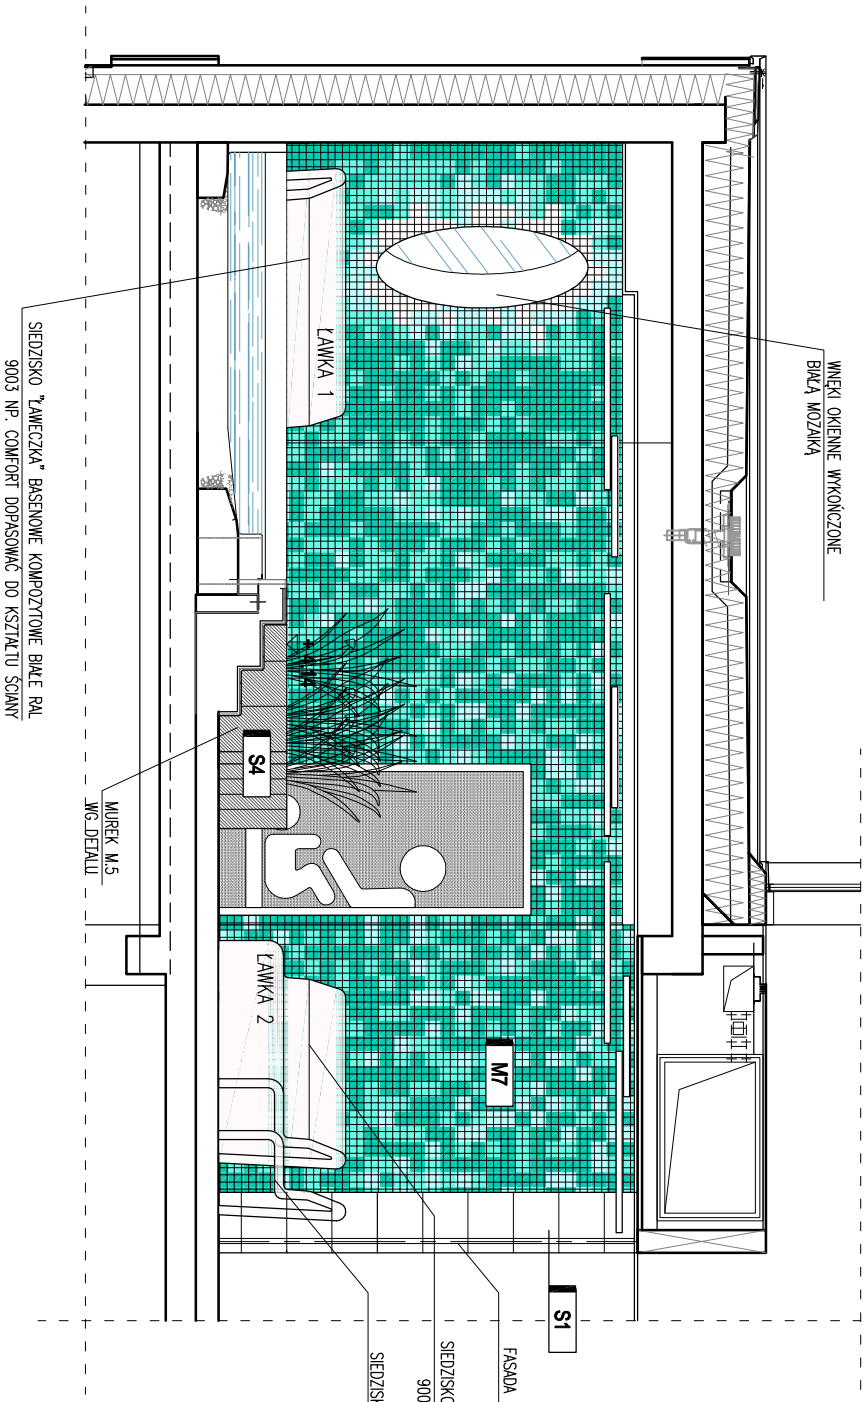 WNĘKI OKIENNE WYKOŃCZONE
BIAŁĄ MOZAIKĄ
ŁAWKA 1
SIEDZISKO "ŁAWECZKA" BASENOWE KOMPOZYTOWE BIAŁE RAL
9003 NP. COMFORT DOPASOWAĆ DO KSZTAŁTU ŚCIANY
S4
MUREK M.5
WG. DETALU
ŁAWKA 2
M7
S1
FASADA
SIEDZISKO
900